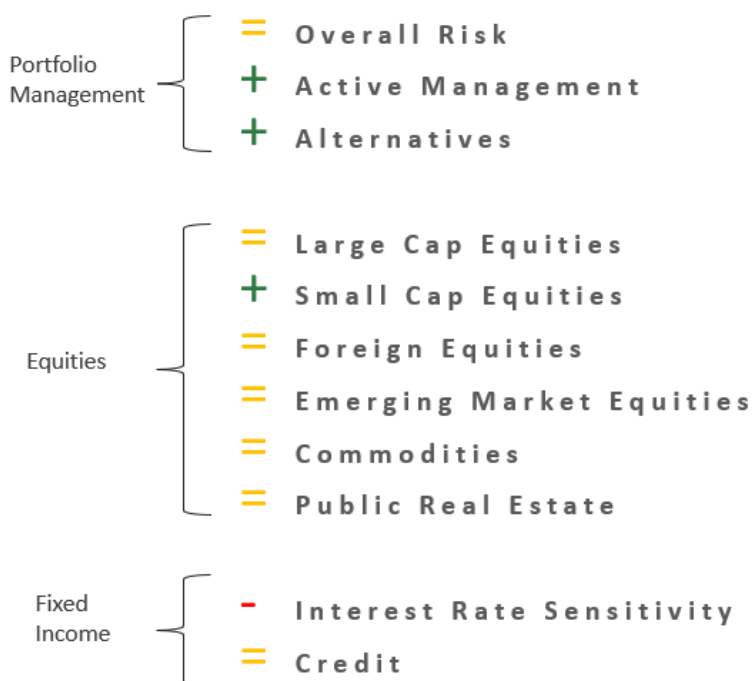 Portfolio
Management
= Overall Risk
+ Active Management
+ Alternatives
Equities
= Large Cap Equities
+ Small Cap Equities
= Foreign Equities
= Emerging Market Equities
= Commodities
= Public Real Estate
Fixed
Income
- Interest Rate Sensitivity
= Credit